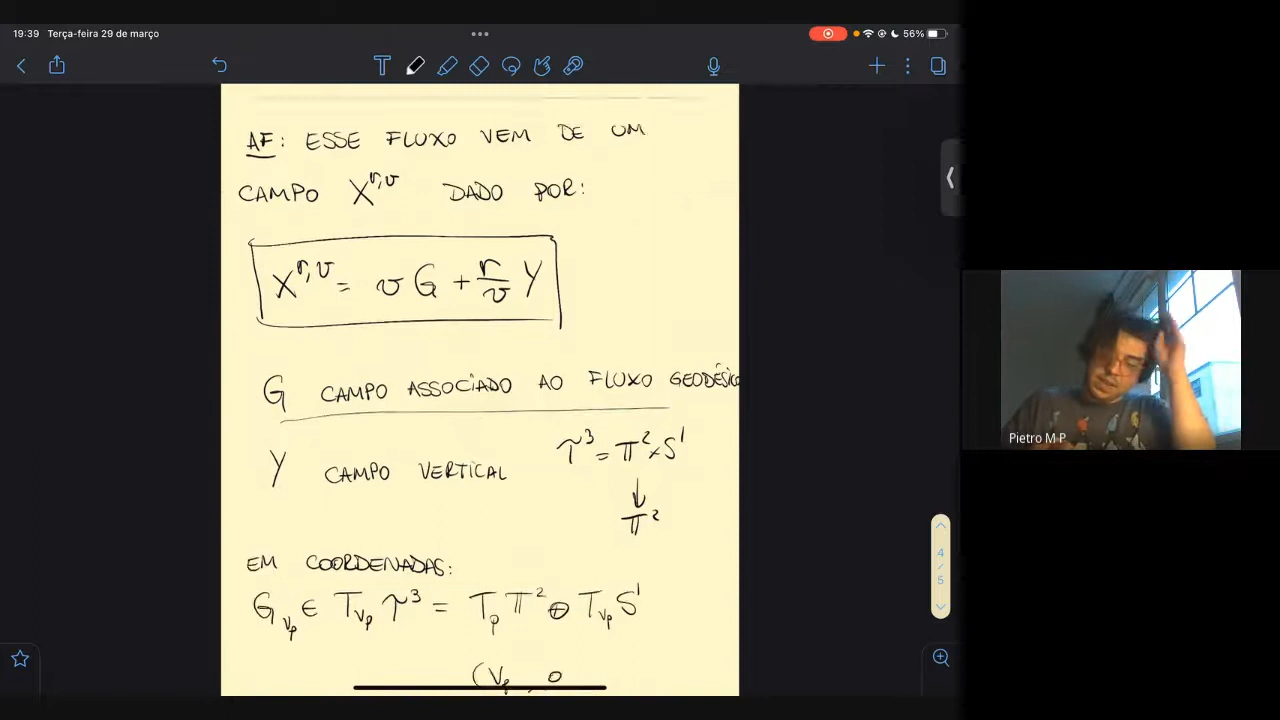 19:39 Terça-feira 29 de março
56%
AF: ESSE FLUXO VEM DE UM
CAMPO X^{r,v} DADO POR:
X^{r,v} = v G + r/v Y
G CAMPO ASSOCIADO AO FLUXO GEODÉSICO
Y CAMPO VERTICAL
𝕋³ = 𝕋² × S¹
↓
𝕋²
EM COORDENADAS:
G_{v_p} ∈ T_{v_p} 𝕋³ = T_p 𝕋² ⊕ T_{v_p} S¹
(v_p, 0
4
/
5
Pietro M P